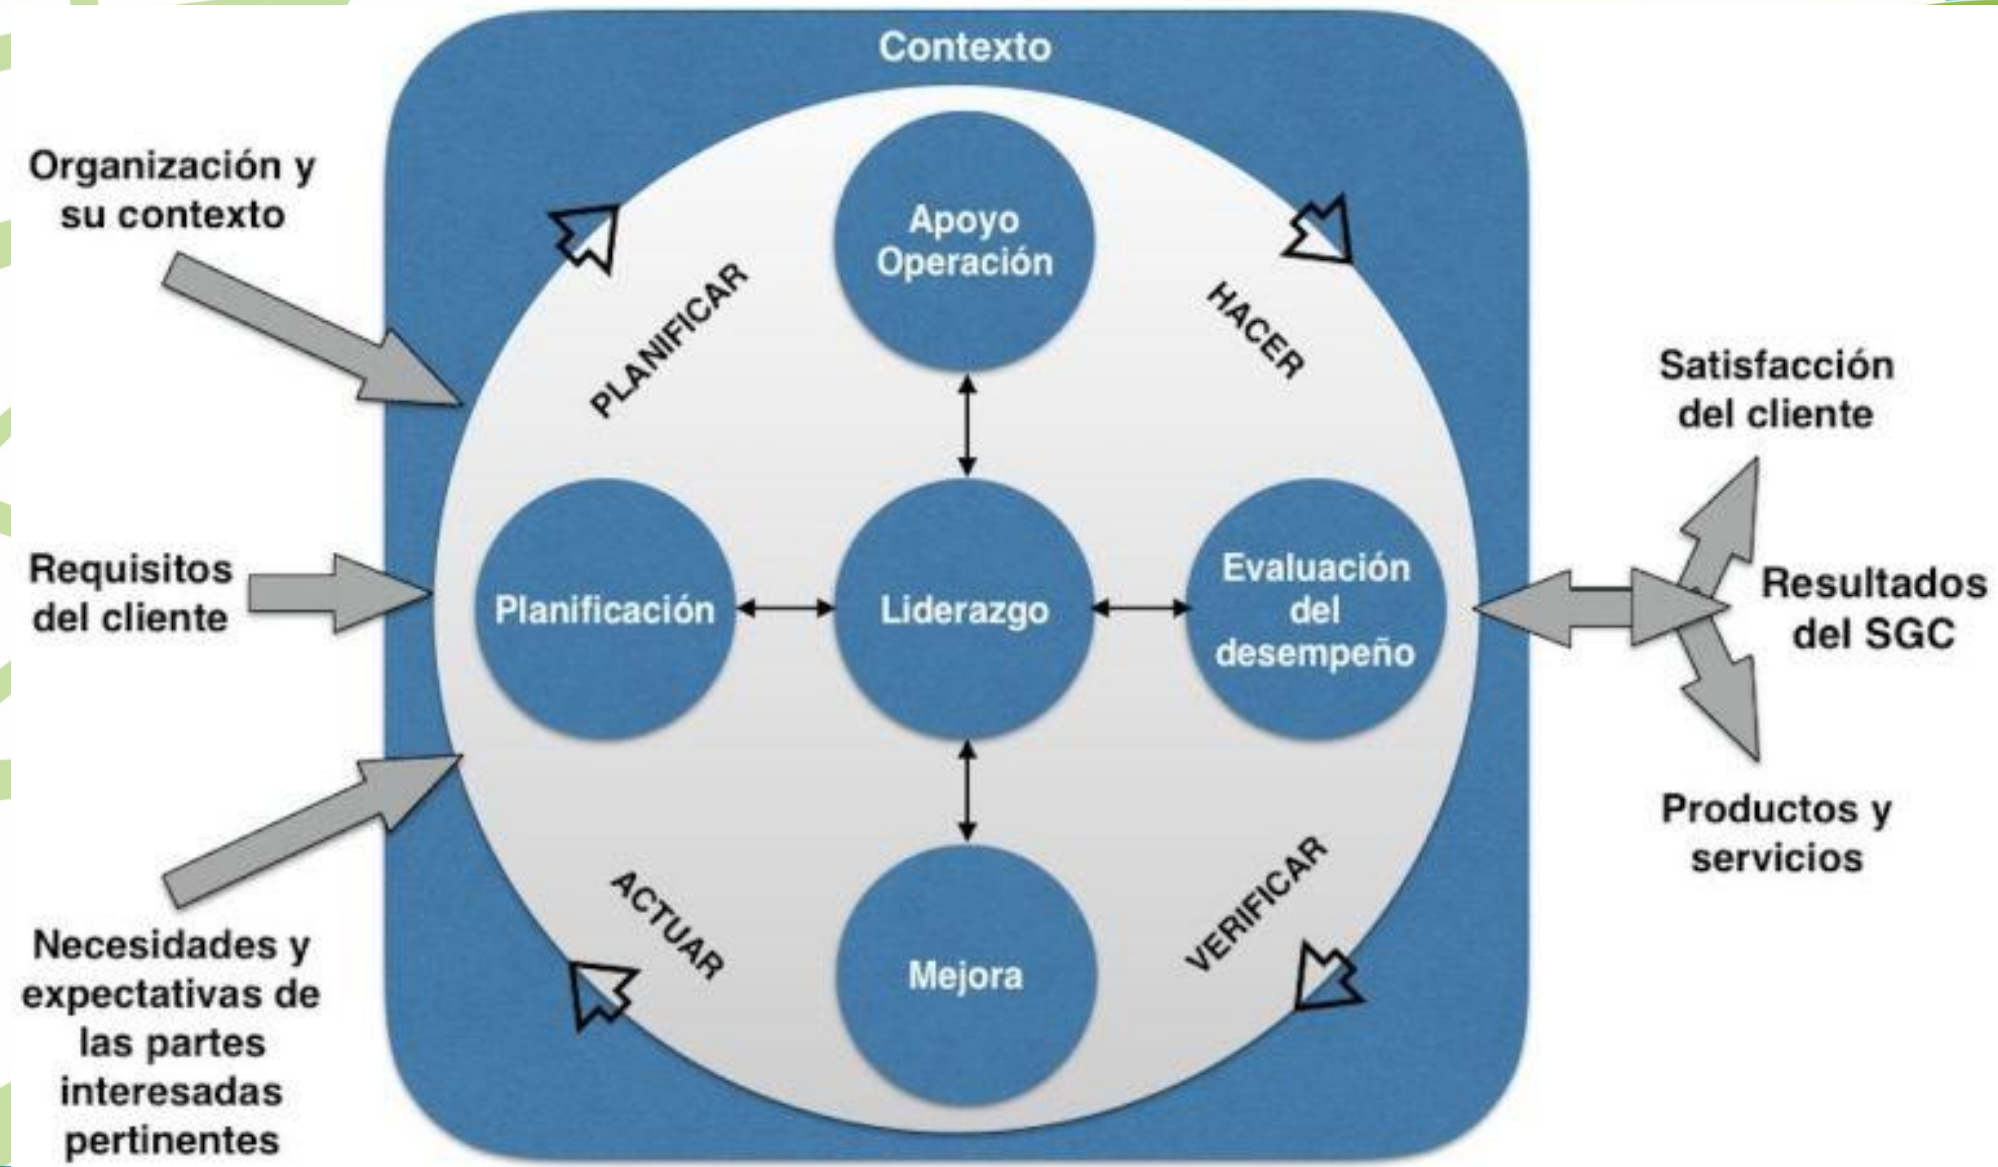 Contexto
Organización y
su contexto
Requisitos
del cliente
Necesidades y
expectativas de
las partes
interesadas
pertinentes
PLANIFICAR
HACER
VERIFICAR
ACTUAR
Apoyo
Operación
Planificación
Liderazgo
Evaluación
del
desempeño
Mejora
Satisfacción
del cliente
Resultados
del SGC
Productos y
servicios